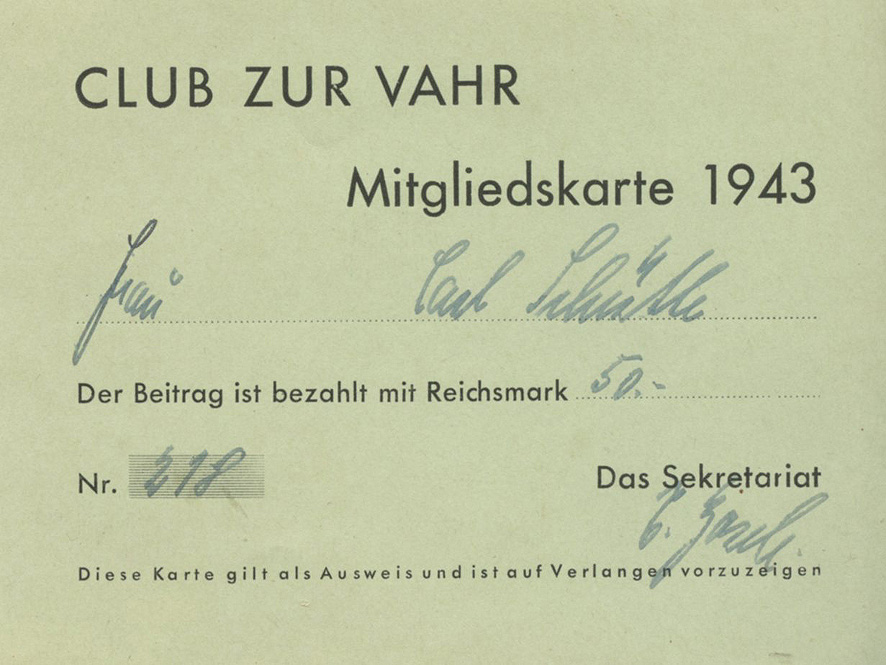 CLUB ZUR VAHR
Mitgliedskarte 1943
Frau Carl Schütte
Der Beitrag ist bezahlt mit Reichsmark 50.-
Nr. 218
Das Sekretariat
Diese Karte gilt als Ausweis und ist auf Verlangen vorzuzeigen